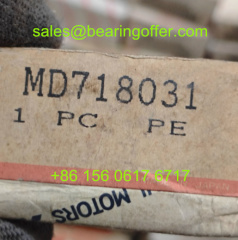 sales@bearingoffer.com
MD718031
1 PC PE
+86 156 0617 6717
MOTORS